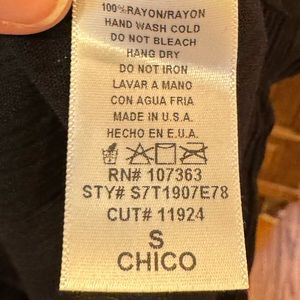 100%RAYON/RAYON
HAND WASH COLD
DO NOT BLEACH
HANG DRY
DO NOT IRON
LAVAR A MANO
CON AGUA FRIA
MADE IN U.S.A.
HECHO EN E.U.A.
RN# 107363
STY# S7T1907E78
CUT# 11924
S
CHICO